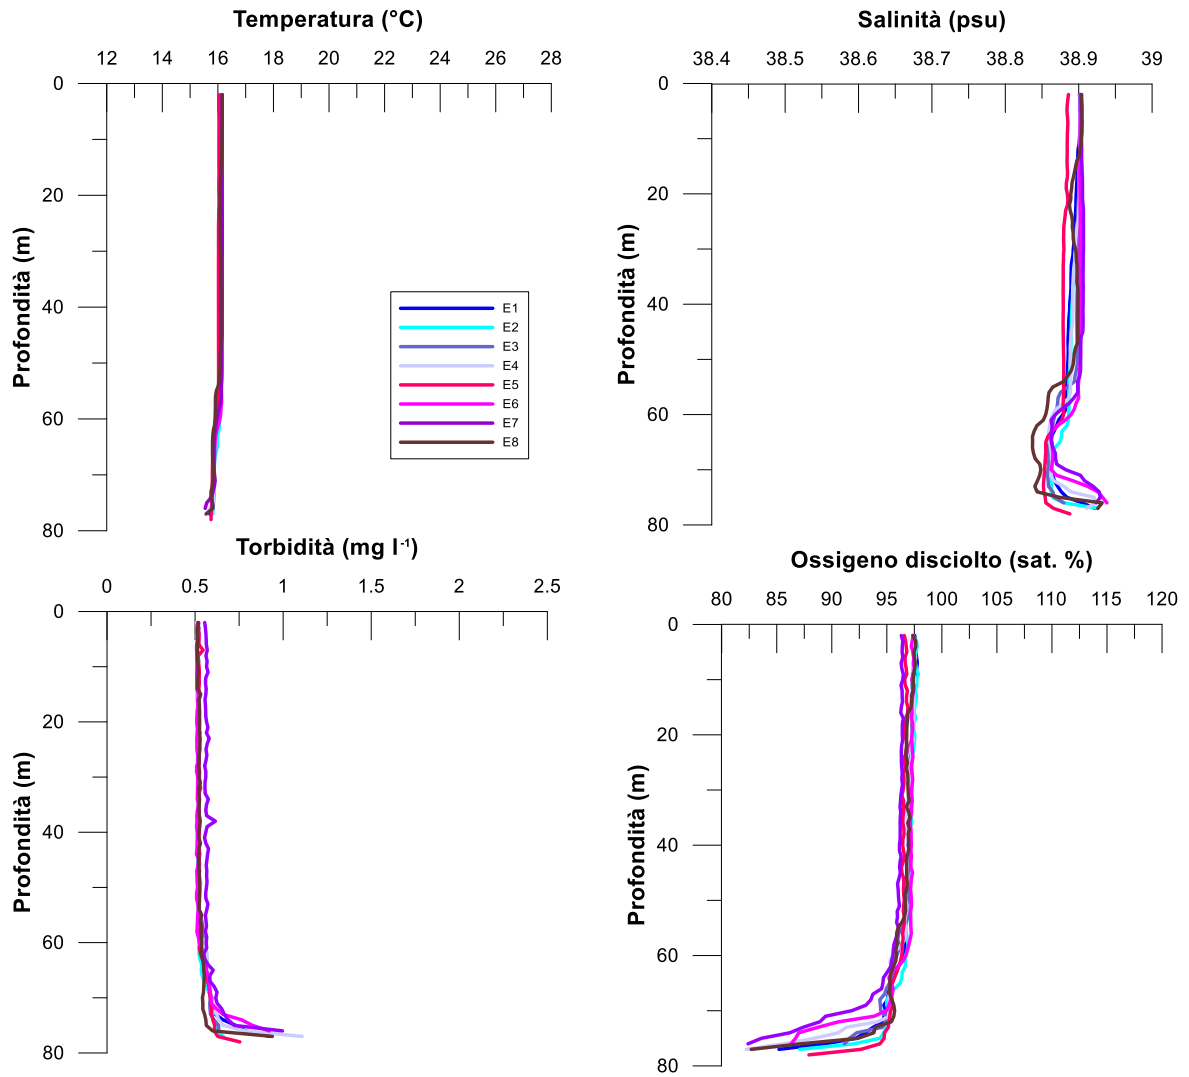 Temperatura (°C)
12 14 16 18 20 22 24 26 28
0
20
40
60
80
Profondità (m)
E1
E2
E3
E4
E5
E6
E7
E8
Salinità (psu)
38.4 38.5 38.6 38.7 38.8 38.9 39
0
20
40
60
80
Profondità (m)
Torbidità (mg l⁻¹)
0 0.5 1 1.5 2 2.5
0
20
40
60
80
Profondità (m)
Ossigeno disciolto (sat. %)
80 85 90 95 100 105 110 115 120
0
20
40
60
80
Profondità (m)